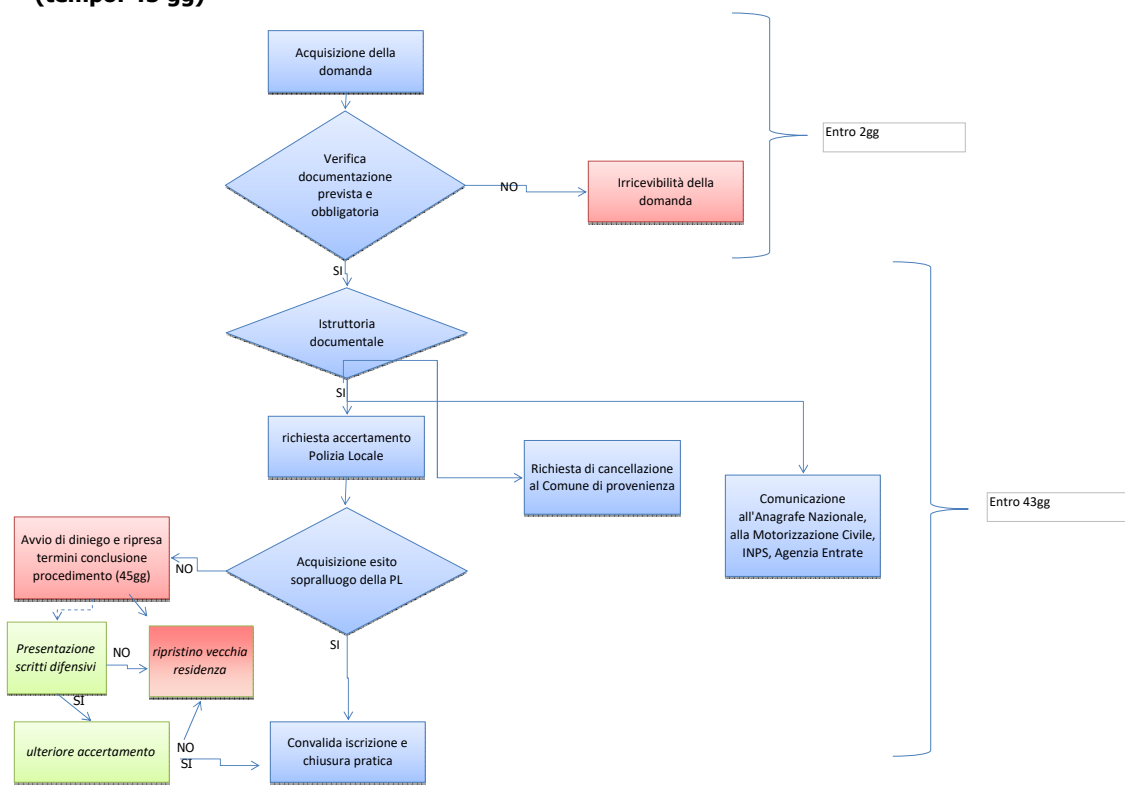 (tempo: 45 gg)
Acquisizione della
domanda
Entro 2gg
Verifica
documentazione
prevista e
obbligatoria
NO
Irricevibilità della
domanda
SI
Istruttoria
documentale
SI
richiesta accertamento
Polizia Locale
Richiesta di cancellazione
al Comune di provenienza
Comunicazione
all'Anagrafe Nazionale,
alla Motorizzazione Civile,
INPS, Agenzia Entrate
Entro 43gg
Avvio di diniego e ripresa
termini conclusione
procedimento (45gg)
NO
Acquisizione esito
sopralluogo della PL
SI
Presentazione
scritti difensivi
NO
ripristino vecchia
residenza
SI
ulteriore accertamento
NO
SI
Convalida iscrizione e
chiusura pratica